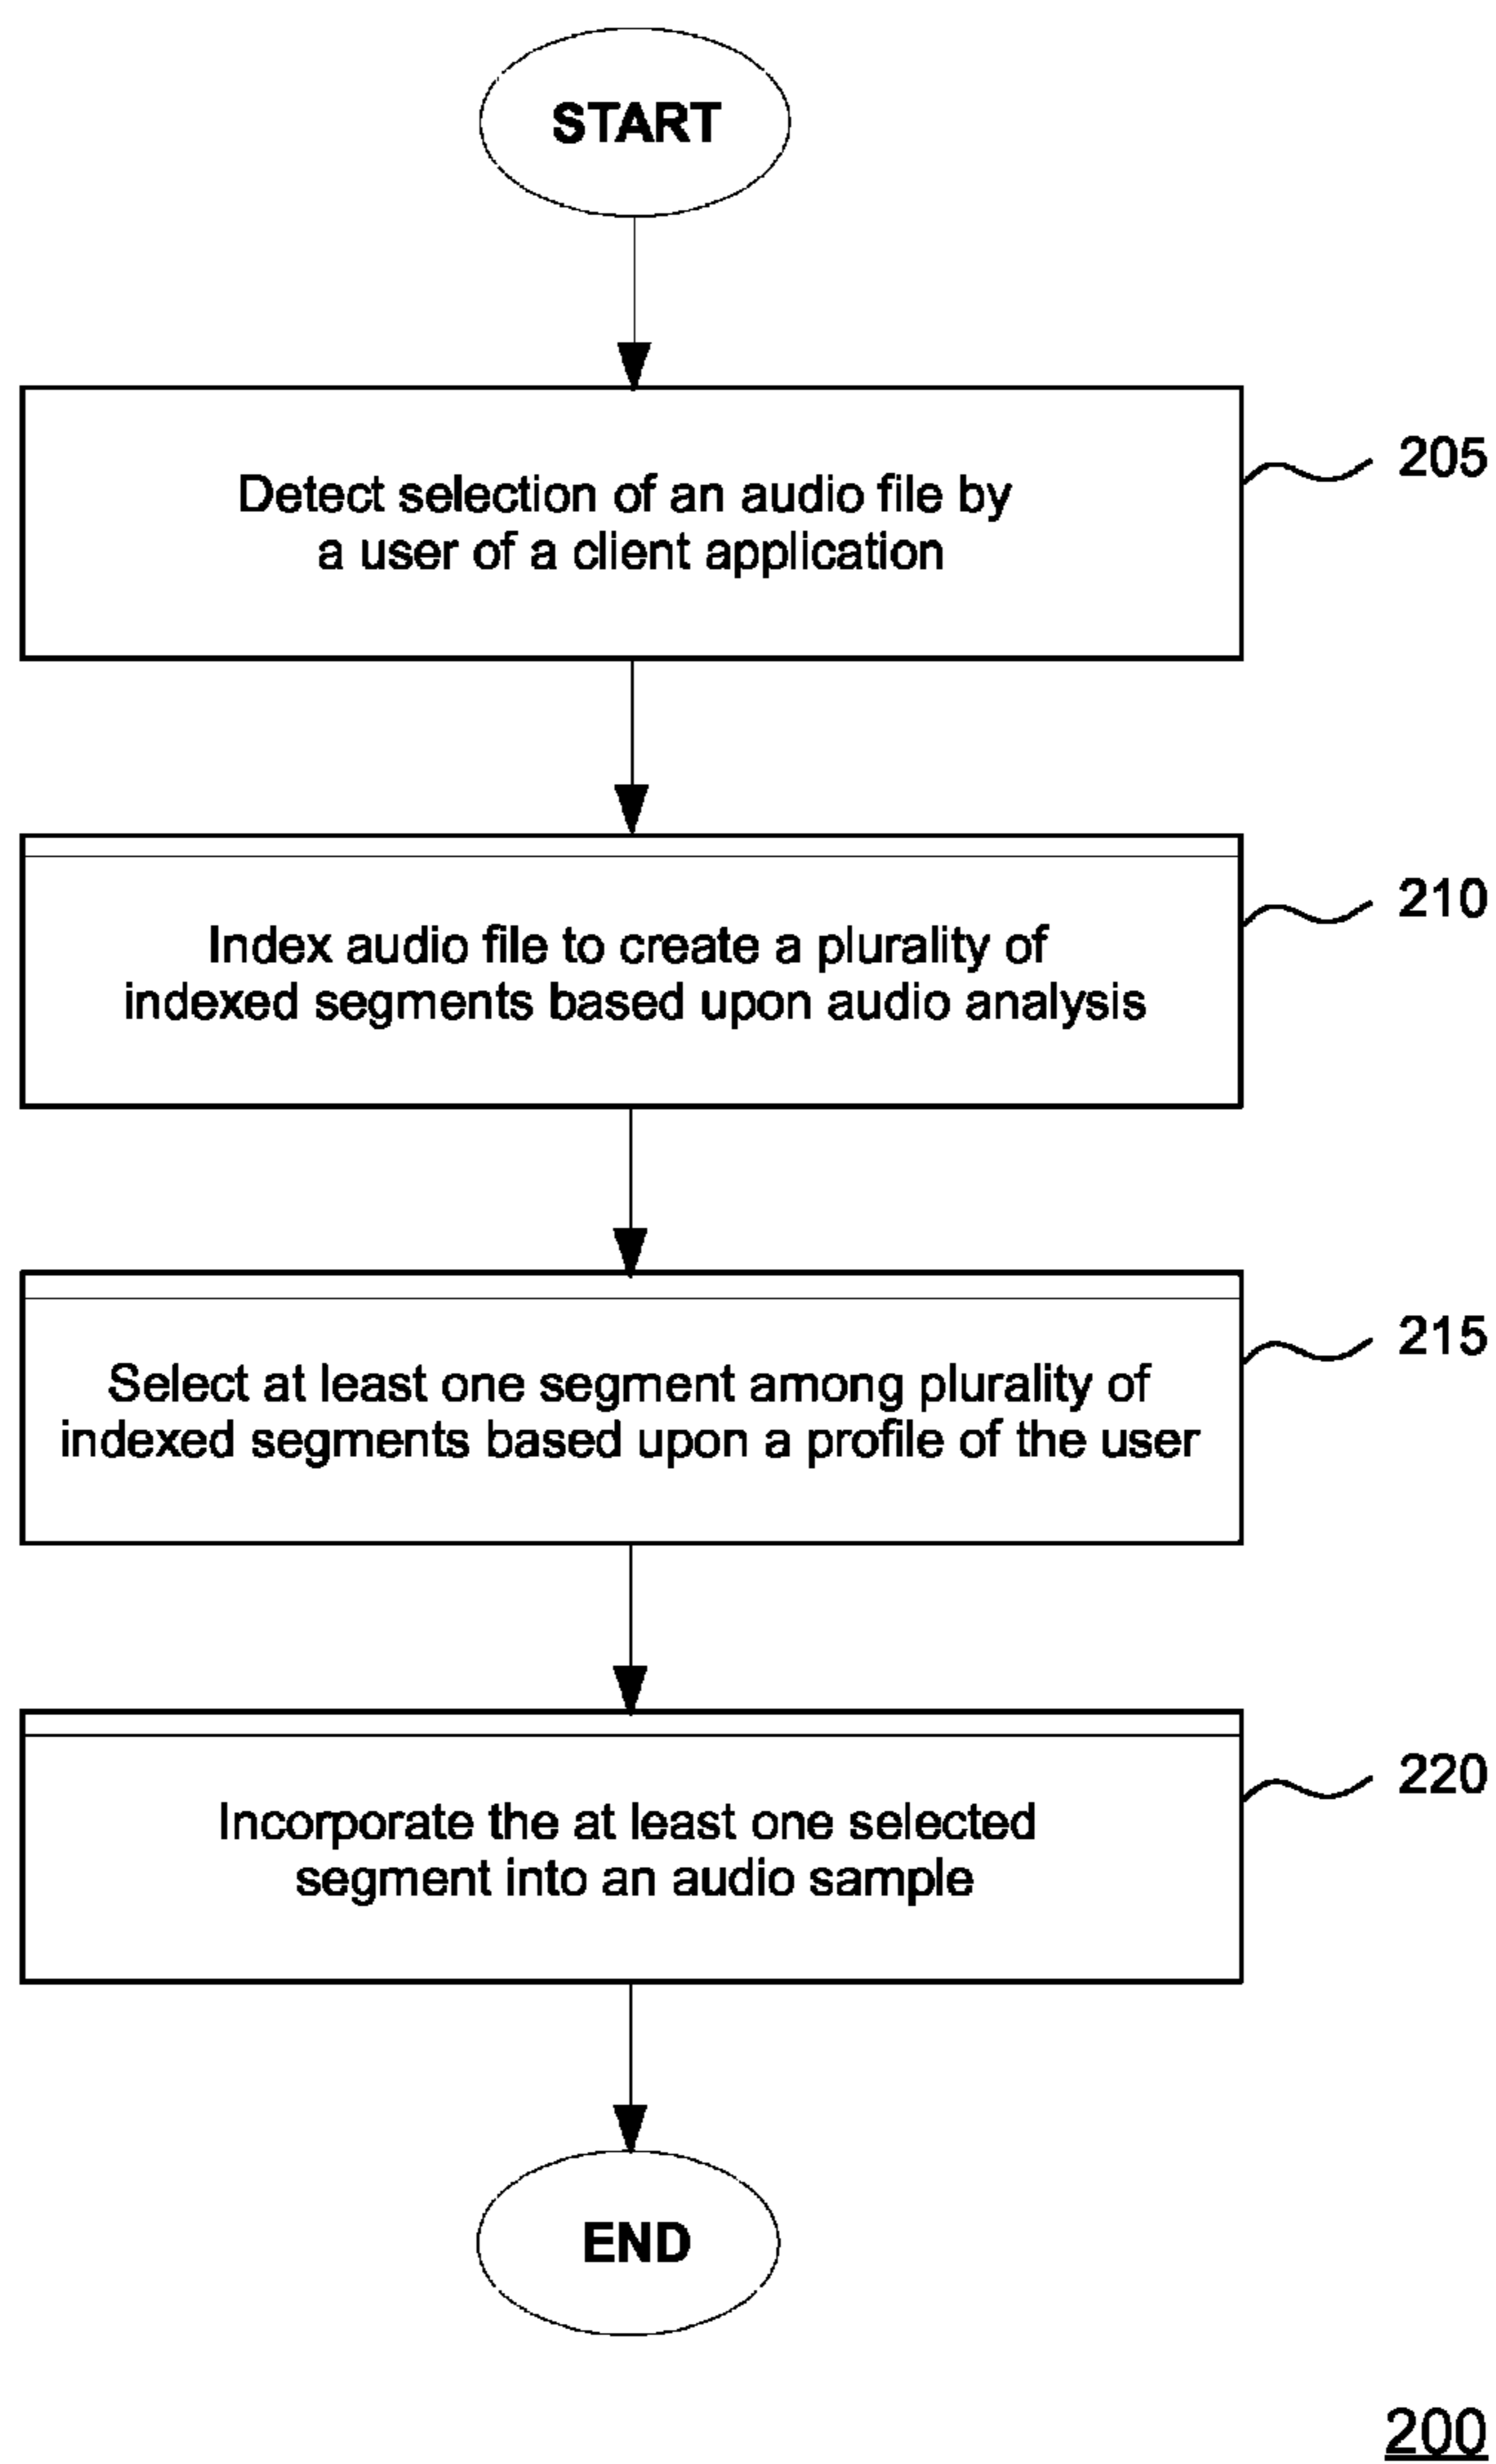 START
Detect selection of an audio file by
a user of a client application
205
Index audio file to create a plurality of
indexed segments based upon audio analysis
210
Select at least one segment among plurality of
indexed segments based upon a profile of the user
215
Incorporate the at least one selected
segment into an audio sample
220
END
200